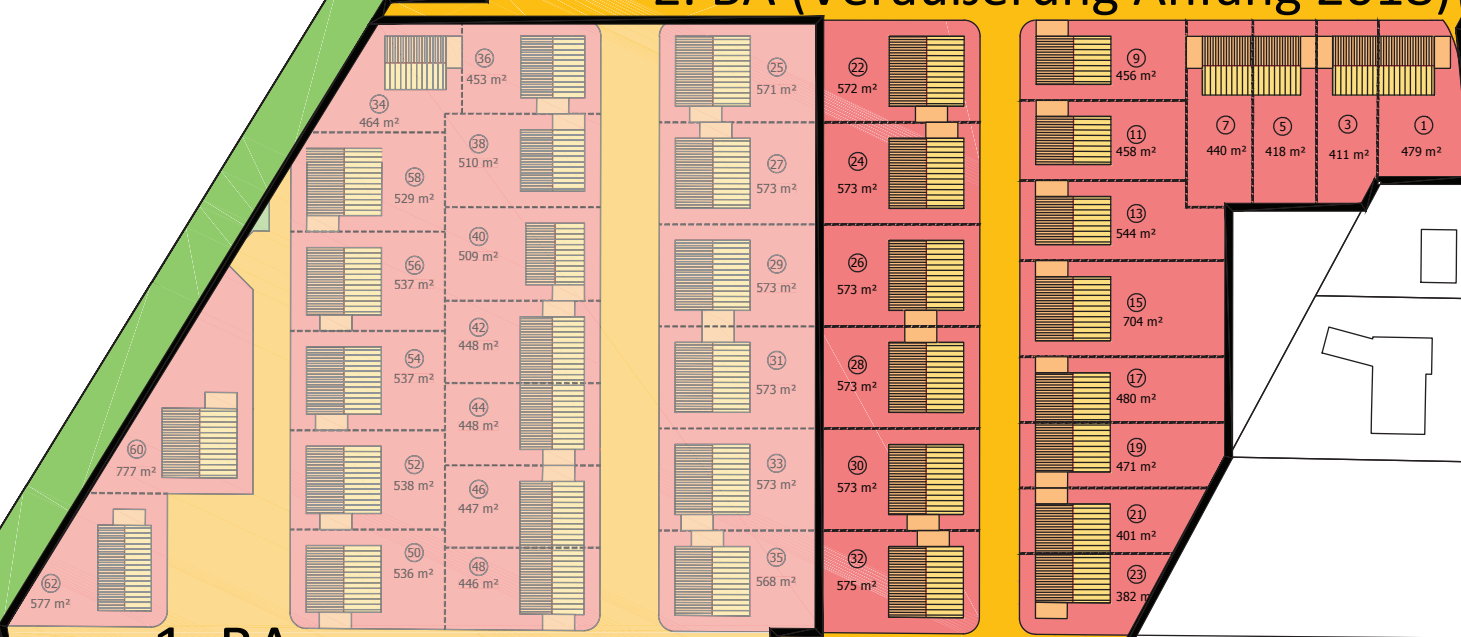 2. BA (Veräußerung Anfang 2018)
34
464 m²
36
453 m²
38
510 m²
58
529 m²
40
509 m²
56
537 m²
42
448 m²
54
537 m²
44
448 m²
60
777 m²
52
538 m²
46
447 m²
62
577 m²
50
536 m²
48
446 m²
25
571 m²
27
573 m²
29
573 m²
31
573 m²
33
573 m²
35
568 m²
22
572 m²
24
573 m²
26
573 m²
28
573 m²
30
573 m²
32
575 m²
9
456 m²
11
458 m²
13
544 m²
15
704 m²
17
480 m²
19
471 m²
21
401 m²
23
382 m
7
440 m²
5
418 m²
3
411 m²
1
479 m²
1. BA